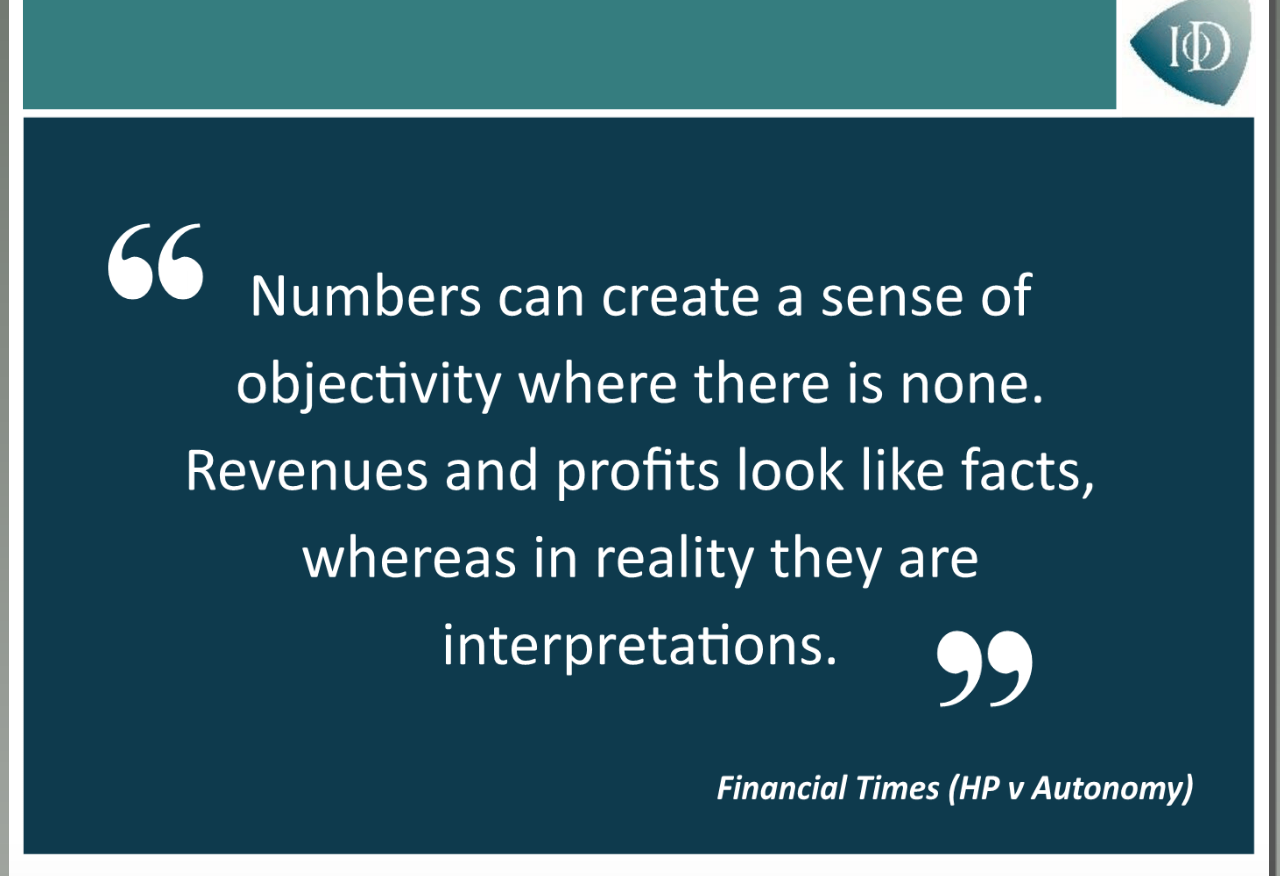 IoD
“Numbers can create a sense of
objectivity where there is none.
Revenues and profits look like facts,
whereas in reality they are
interpretations.”
Financial Times (HP v Autonomy)